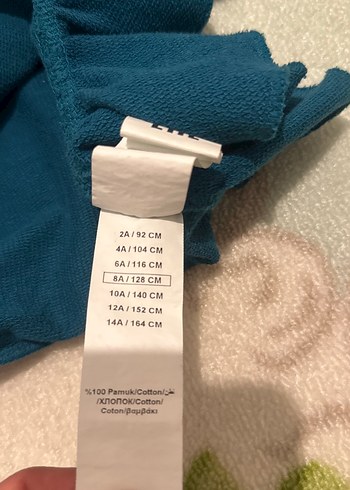 2A / 92 CM
4A / 104 CM
6A / 116 CM
8A / 128 CM
10A / 140 CM
12A / 152 CM
14A / 164 CM
%100 Pamuk/Cotton/قطن
/ХЛОПОК/Cotton/
Coton/βαμβάκι